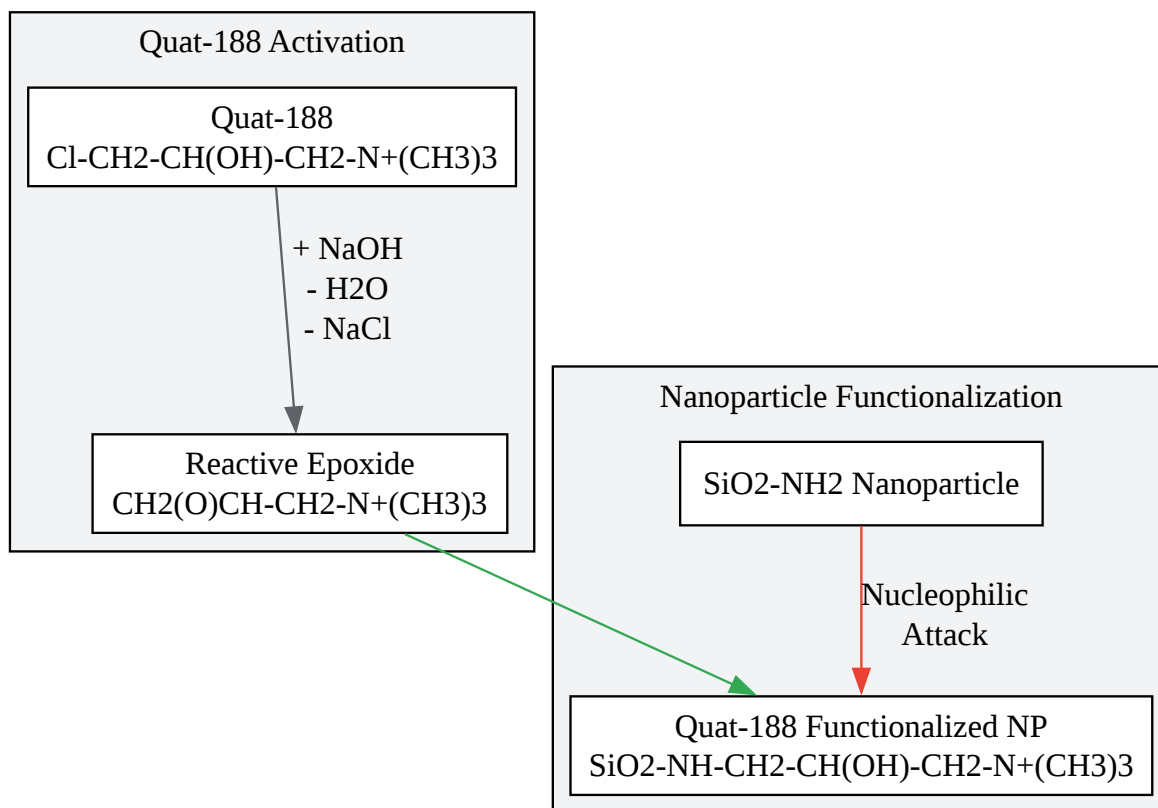 Quat-188 Activation
Quat-188
Cl-CH2-CH(OH)-CH2-N+(CH3)3
+ NaOH
- H2O
- NaCl
Reactive Epoxide
CH2(O)CH-CH2-N+(CH3)3
Nanoparticle Functionalization
SiO2-NH2 Nanoparticle
Nucleophilic
Attack
Quat-188 Functionalized NP
SiO2-NH-CH2-CH(OH)-CH2-N+(CH3)3